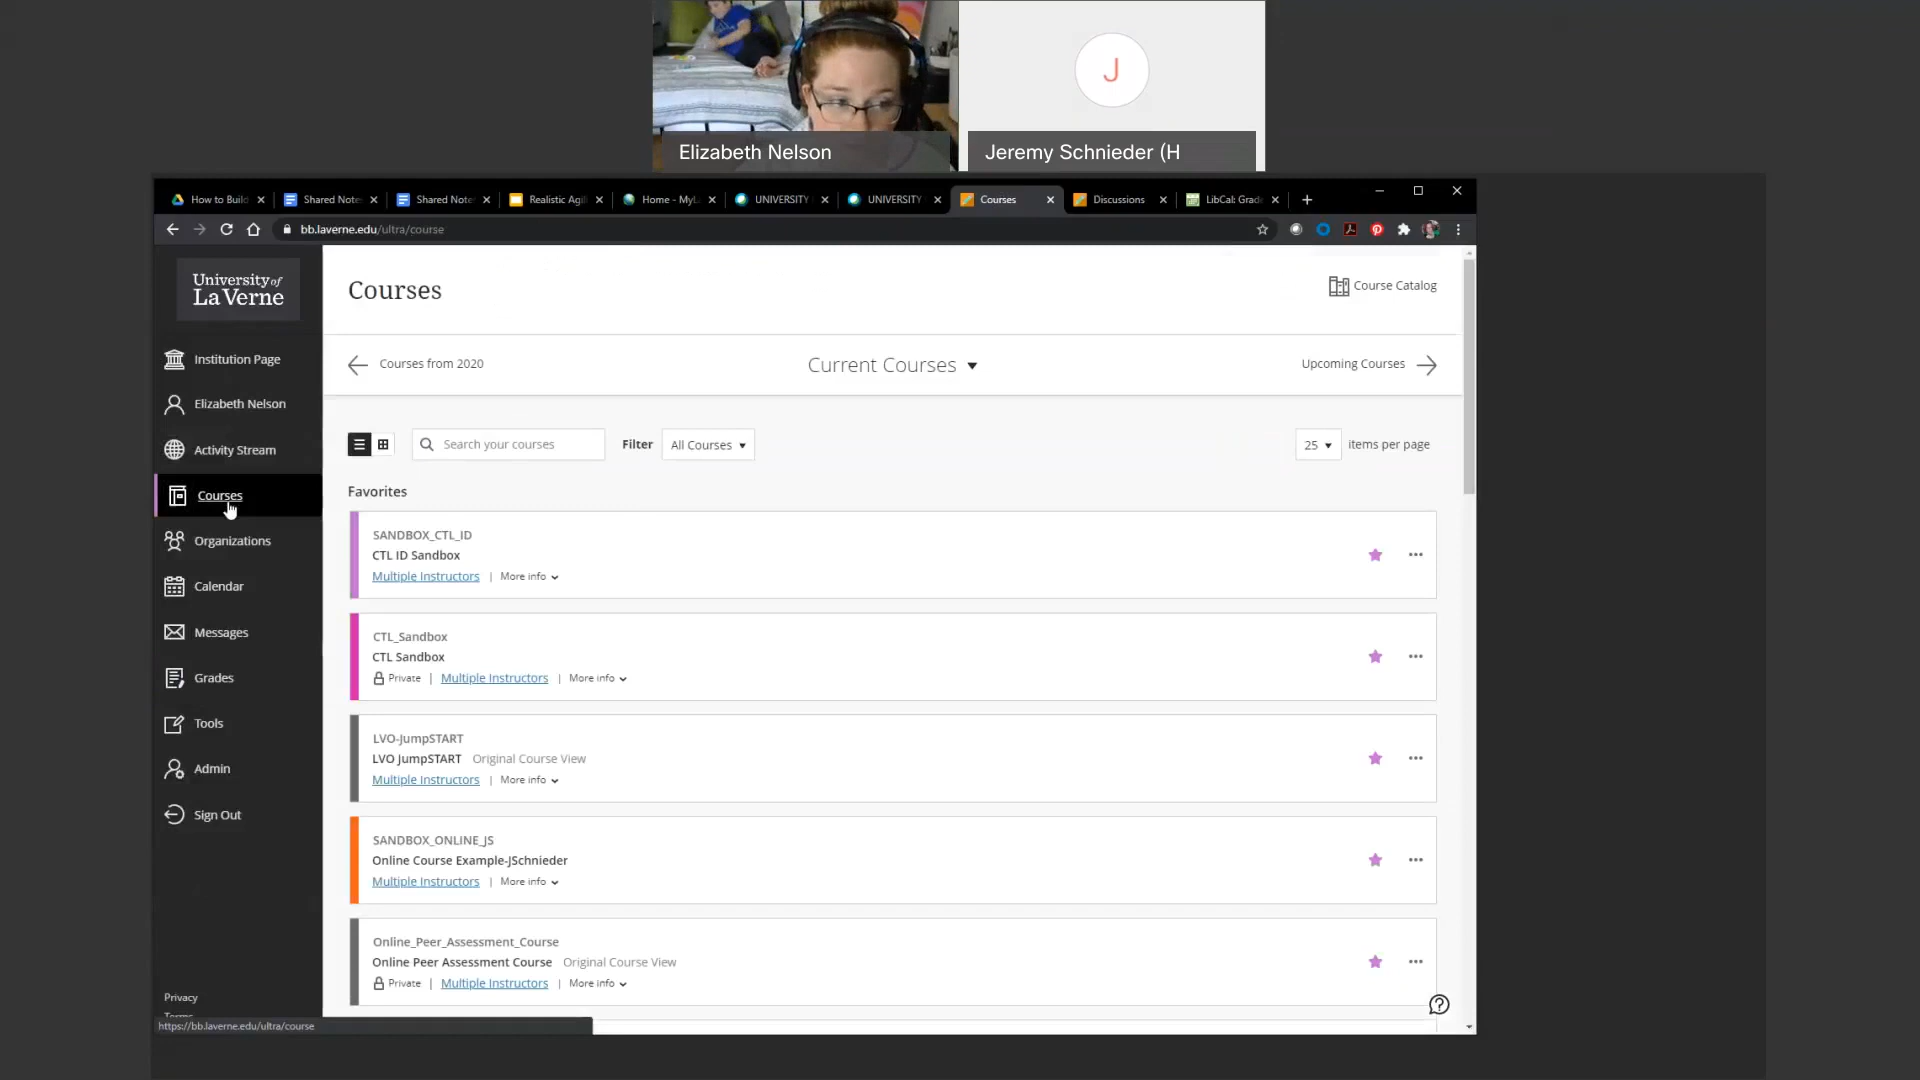 Elizabeth Nelson
J
Jeremy Schnieder (H
How to Build
Shared Note
Shared Note
Realistic Agil
Home - MyL
UNIVERSITY
UNIVERSITY
Courses
Discussions
LibCal: Grad
bb.laverne.edu/ultra/course
University of
La Verne
Institution Page
Elizabeth Nelson
Activity Stream
Courses
Organizations
Calendar
Messages
Grades
Tools
Admin
Sign Out
Privacy
Terms
https://bb.laverne.edu/ultra/course
Courses
Course Catalog
Courses from 2020
Current Courses
Upcoming Courses
Search your courses
Filter
All Courses
25
items per page
Favorites
SANDBOX_CTL_ID
CTL ID Sandbox
Multiple Instructors | More info
CTL_Sandbox
CTL Sandbox
Private | Multiple Instructors | More info
LVO-JumpSTART
LVO JumpSTART Original Course View
Multiple Instructors | More info
SANDBOX_ONLINE_JS
Online Course Example-JSchnieder
Multiple Instructors | More info
Online_Peer_Assessment_Course
Online Peer Assessment Course Original Course View
Private | Multiple Instructors | More info